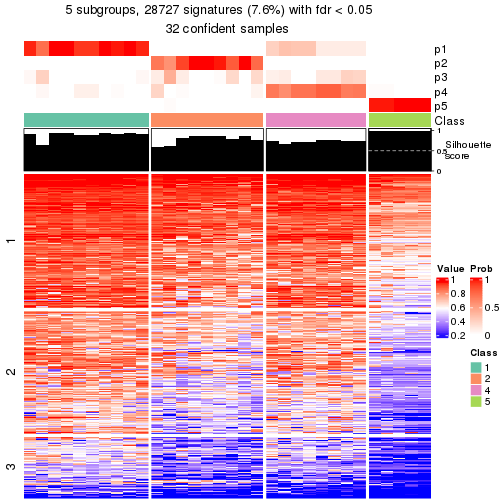 5 subgroups, 28727 signatures (7.6%) with fdr < 0.05
32 confident samples
p1
p2
p3
p4
p5
Class
1
0.5
0
Silhouette
score
1
2
3
Value
1
0.8
0.6
0.4
0.2
Prob
1
0.5
0
Class
1
2
4
5